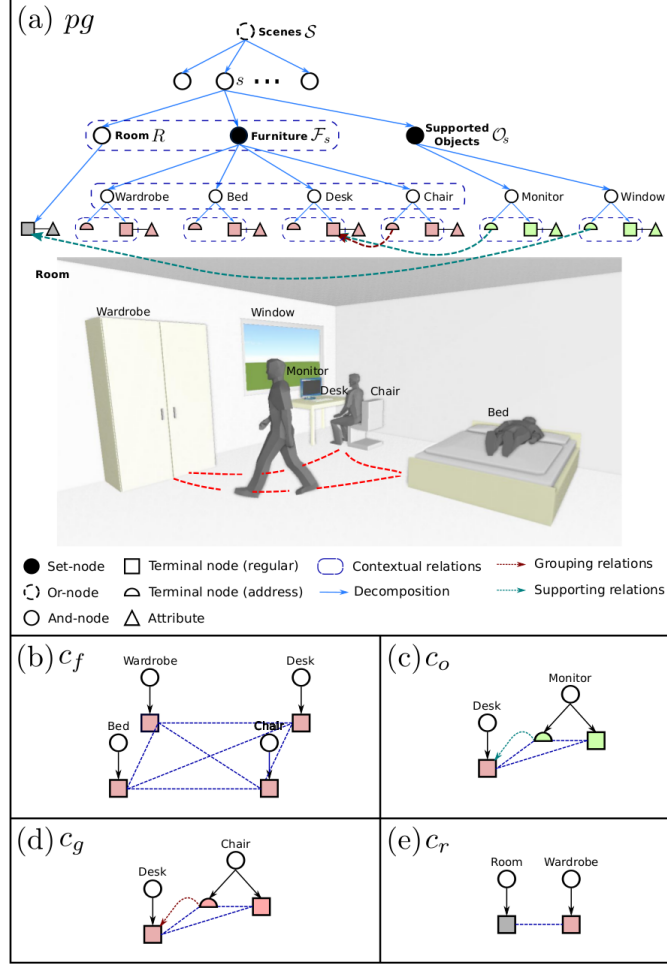 (a) pg
Scenes 𝒮
s ...
Room R
Furniture ℱₛ
Supported Objects 𝒪ₛ
Wardrobe
Bed
Desk
Chair
Monitor
Window
Room
Wardrobe
Window
Monitor
Desk
Chair
Bed
Set-node
Terminal node (regular)
Contextual relations
Grouping relations
Or-node
Terminal node (address)
Decomposition
Supporting relations
And-node
Attribute
(b) c_f
Wardrobe
Desk
Bed
Chair
(c) c_o
Monitor
Desk
(d) c_g
Chair
Desk
(e) c_r
Room
Wardrobe